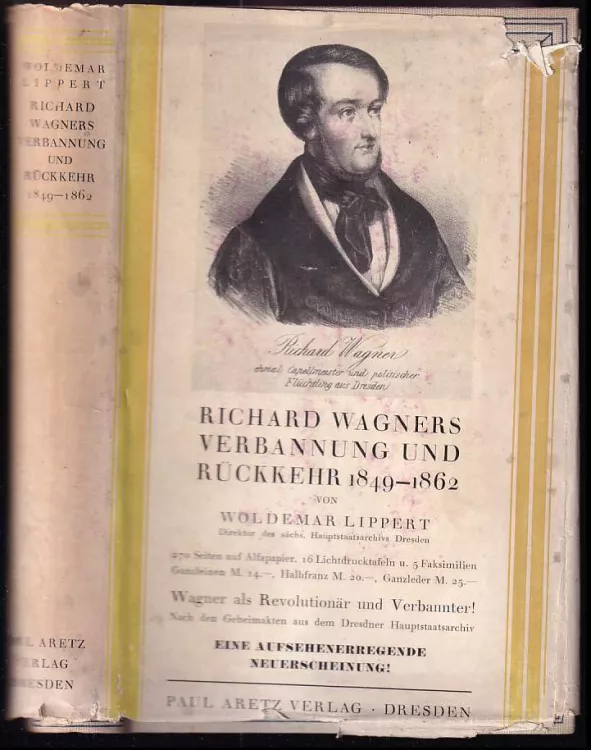 WOLDEMAR
LIPPERT
RICHARD
WAGNERS
VERBANNUNG
UND
RÜCKKEHR
1849—1862
PAUL ARETZ
VERLAG
DRESDEN
Richard Wagner
ehmal. Capellmeister und politischer
Flüchtling aus Dresden
RICHARD WAGNERS
VERBANNUNG UND
RÜCKKEHR 1849—1862
VON
WOLDEMAR LIPPERT
Direktor des sächs. Hauptstaatsarchivs Dresden
270 Seiten auf Alfapapier, 16 Lichtdrucktafeln u. 5 Faksimilien
Ganzleinen M. 14.—, Halbfranz M. 20.—, Ganzleder M. 25.—
Wagner als Revolutionär und Verbannter!
Nach den Geheimakten aus dem Dresdner Hauptstaatsarchiv
EINE AUFSEHENERREGENDE
NEUERSCHEINUNG!
PAUL ARETZ VERLAG · DRESDEN